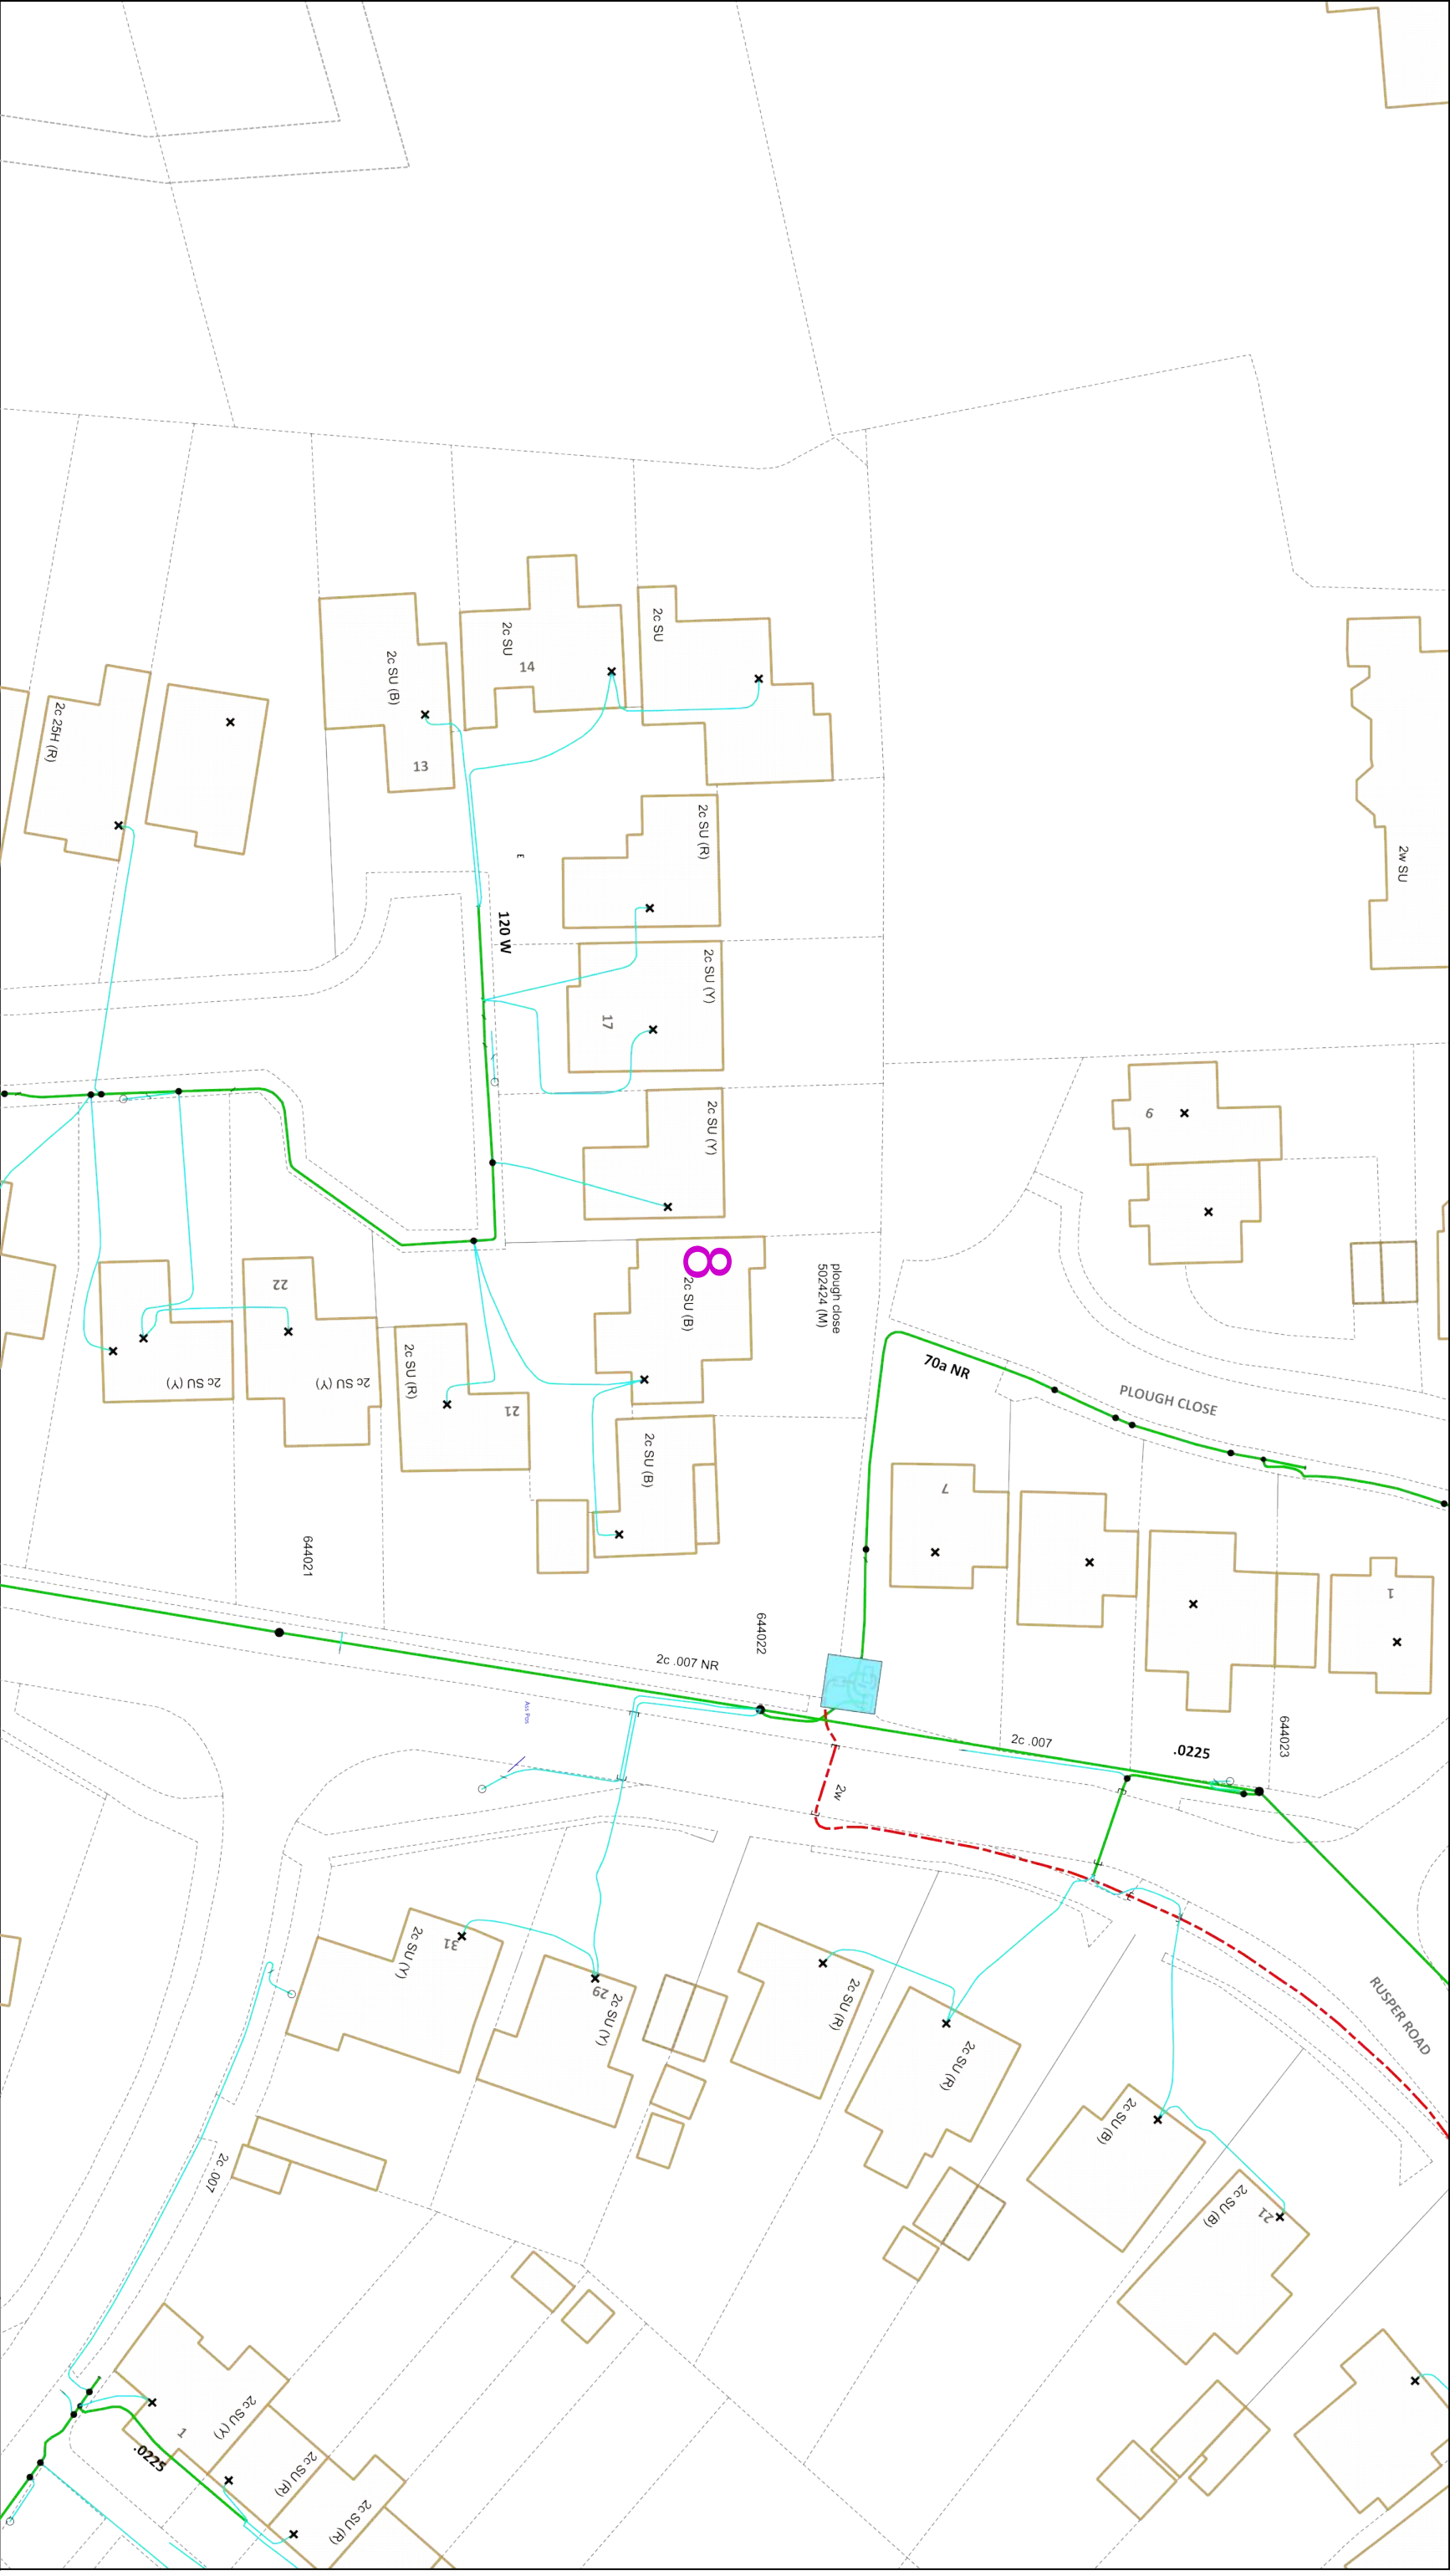 2c SU
2c SU
14
2c SU (B)
13
2c 25H (R)
2c SU (R)
2w SU
E
120 W
2c SU (Y)
17
2c SU (Y)
6
8
2c SU (B)
plough close
502424 (M)
22
2c SU (Y)
2c SU (Y)
2c SU (R)
21
70a NR
PLOUGH CLOSE
2c SU (B)
7
1
644021
644022
2c .007 NR
Ass Pos
2c .007
.0225
644023
2w
RUSPER ROAD
31
2c SU (Y)
29
2c SU (Y)
2c SU (R)
2c SU (R)
2c SU (B)
21
2c SU (B)
2c .007
1
2c SU (Y)
.0225
2c SU (R)
2c SU (R)